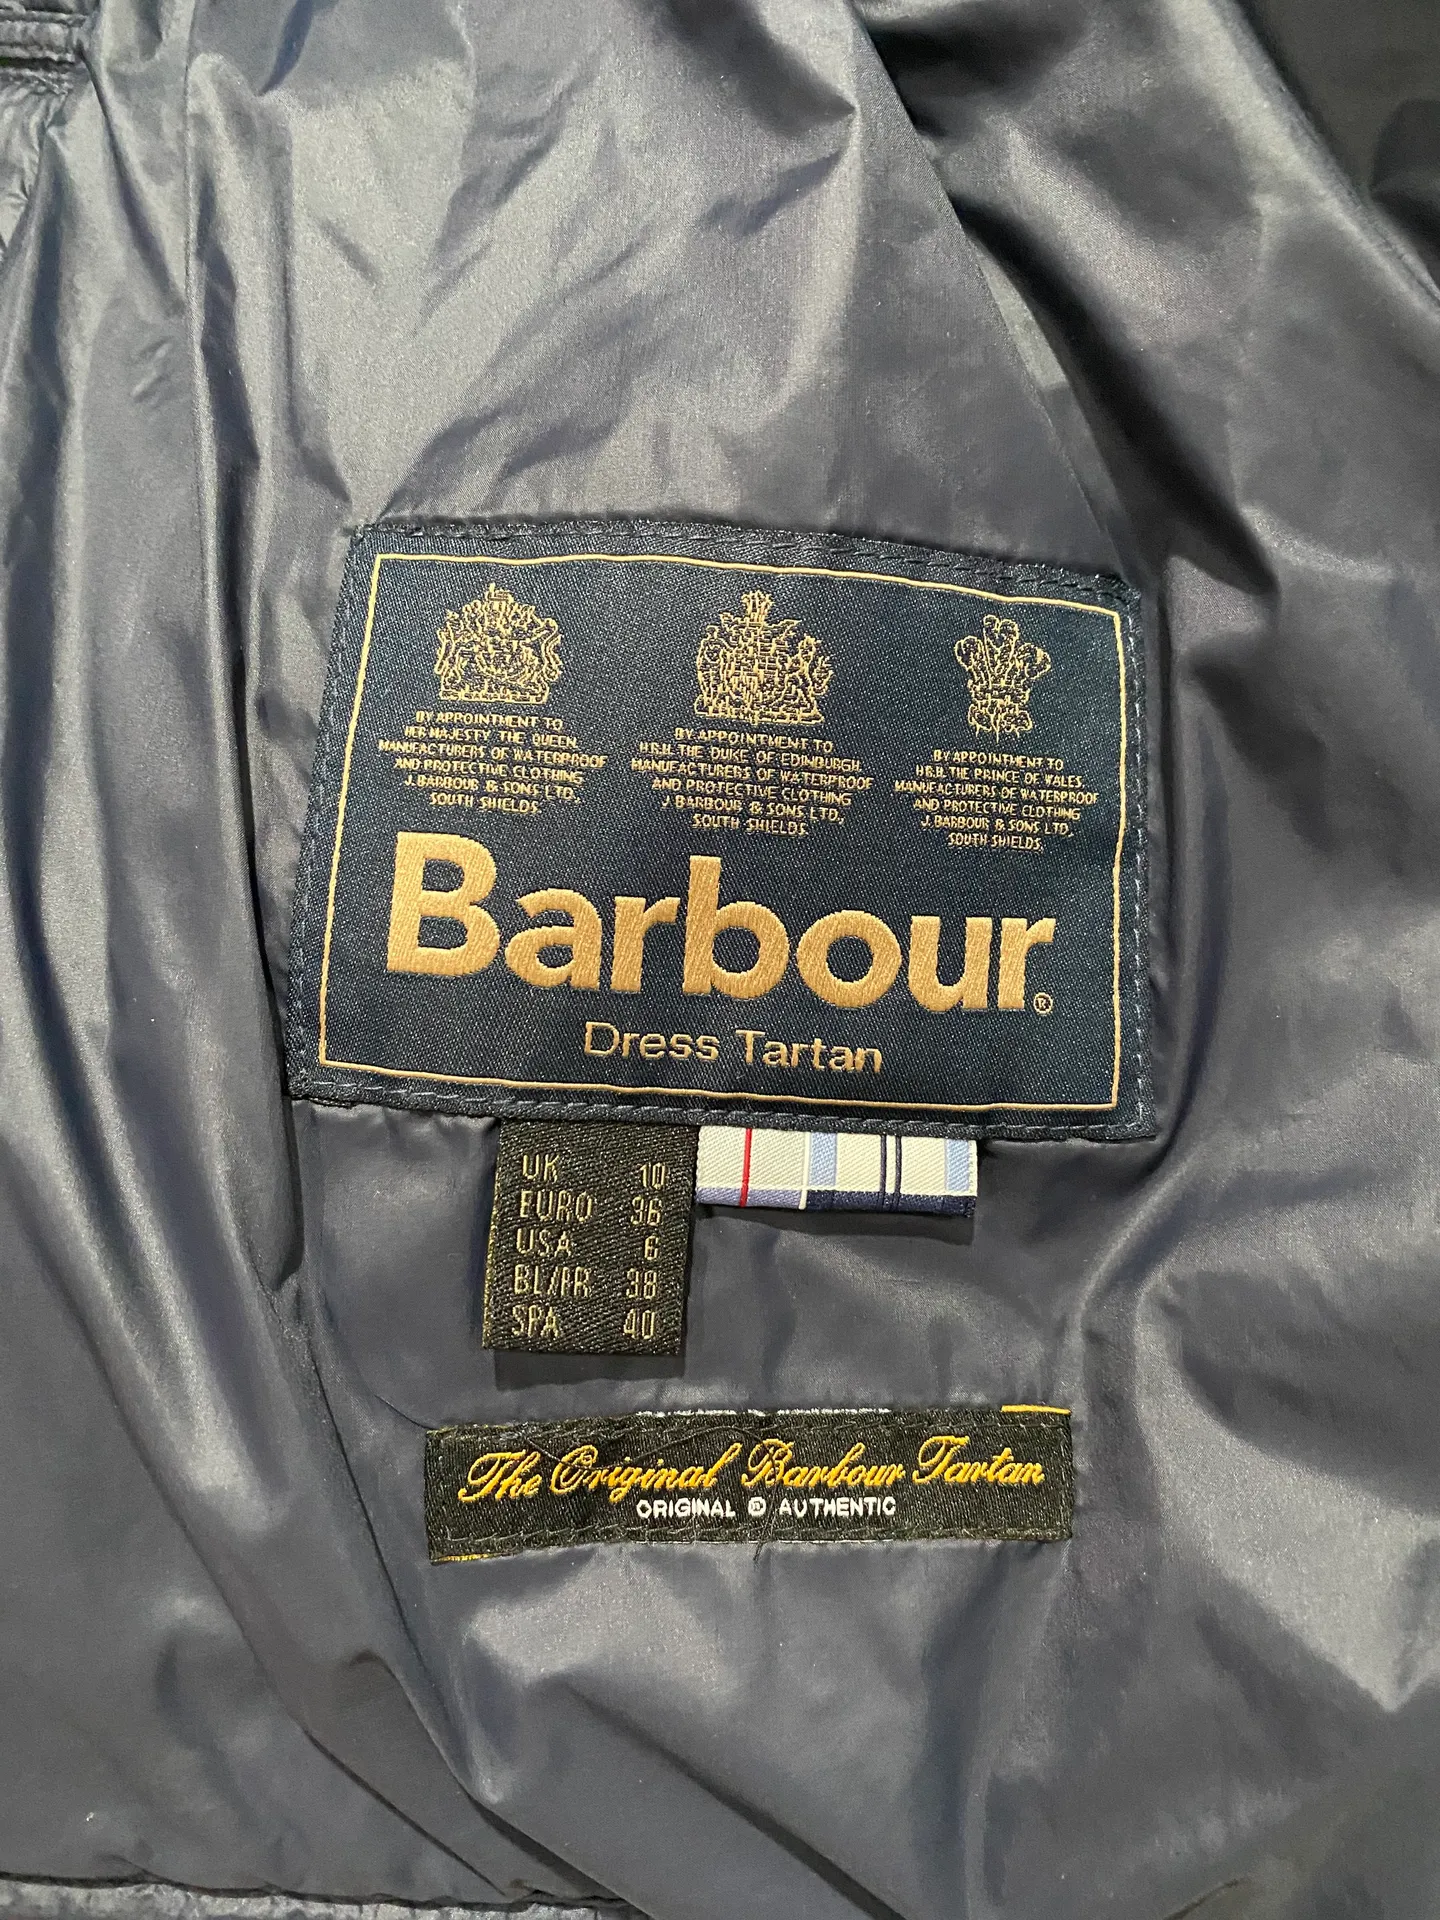 BY APPOINTMENT TO
HER MAJESTY THE QUEEN
MANUFACTURERS OF WATERPROOF
AND PROTECTIVE CLOTHING
J. BARBOUR & SONS LTD,
SOUTH SHIELDS
BY APPOINTMENT TO
H.R.H. THE DUKE OF EDINBURGH
MANUFACTURERS OF WATERPROOF
AND PROTECTIVE CLOTHING
J BARBOUR & SONS LTD,
SOUTH SHIELDS
BY APPOINTMENT TO
H.R.H. THE PRINCE OF WALES
MANUFACTURERS OF WATERPROOF
AND PROTECTIVE CLOTHING
J. BARBOUR & SONS LTD,
SOUTH SHIELDS
Barbour®
Dress Tartan
UK 10
EURO 36
USA 6
BL/FR 38
SPA 40
The Original Barbour Tartan
ORIGINAL ® AUTHENTIC